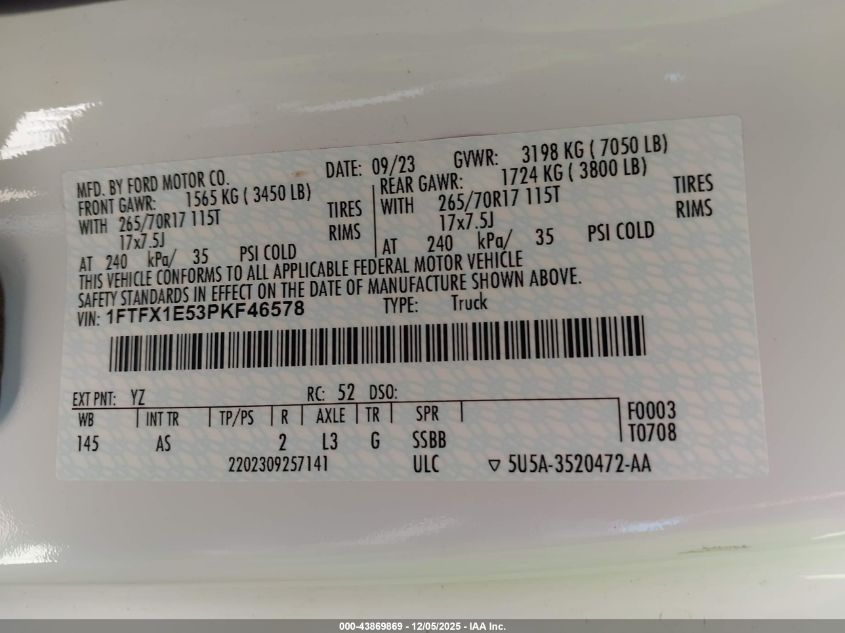 MFD. BY FORD MOTOR CO. DATE: 09/23 GVWR: 3198 KG ( 7050 LB)
FRONT GAWR: 1565 KG ( 3450 LB) REAR GAWR: 1724 KG ( 3800 LB)
WITH 265/70R17 115T TIRES WITH 265/70R17 115T TIRES
17x7.5J RIMS 17x7.5J RIMS
AT 240 kPa/ 35 PSI COLD AT 240 kPa/ 35 PSI COLD
THIS VEHICLE CONFORMS TO ALL APPLICABLE FEDERAL MOTOR VEHICLE
SAFETY STANDARDS IN EFFECT ON THE DATE OF MANUFACTURE SHOWN ABOVE.
VIN: 1FTFX1E53PKF46578 TYPE: Truck
EXT PNT: YZ RC: 52 DSO:
WB INT TR TP/PS R AXLE TR SPR F0003
145 AS 2 L3 G SSBB T0708
2202309257141 ULC ▽ 5U5A-3520472-AA
000-43869869 - 12/05/2025 - IAA Inc.